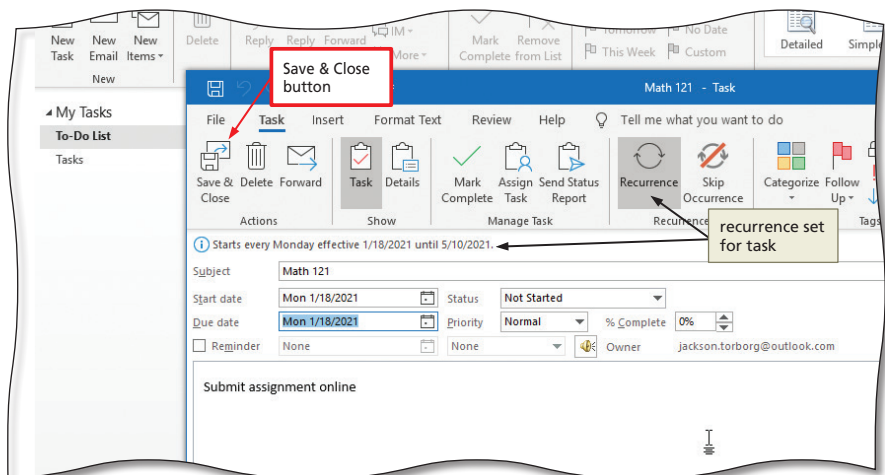 New Task
New Email
New Items
New
Delete
Reply
Reply
Forward
IM
More
Mark Complete
Remove from List
Tomorrow
This Week
No Date
Custom
Detailed
Simple
My Tasks
To-Do List
Tasks
Save & Close
button
Math 121 - Task
File Task Insert Format Text Review Help Tell me what you want to do
Save & Close
Delete
Forward
Task
Details
Mark Complete
Assign Task
Send Status Report
Recurrence
Skip Occurrence
Categorize
Follow Up
Actions
Show
Manage Task
Tags
recurrence set
for task
Starts every Monday effective 1/18/2021 until 5/10/2021.
Subject Math 121
Start date Mon 1/18/2021 Status Not Started
Due date Mon 1/18/2021 Priority Normal % Complete 0%
Reminder None None Owner jackson.torborg@outlook.com
Submit assignment online